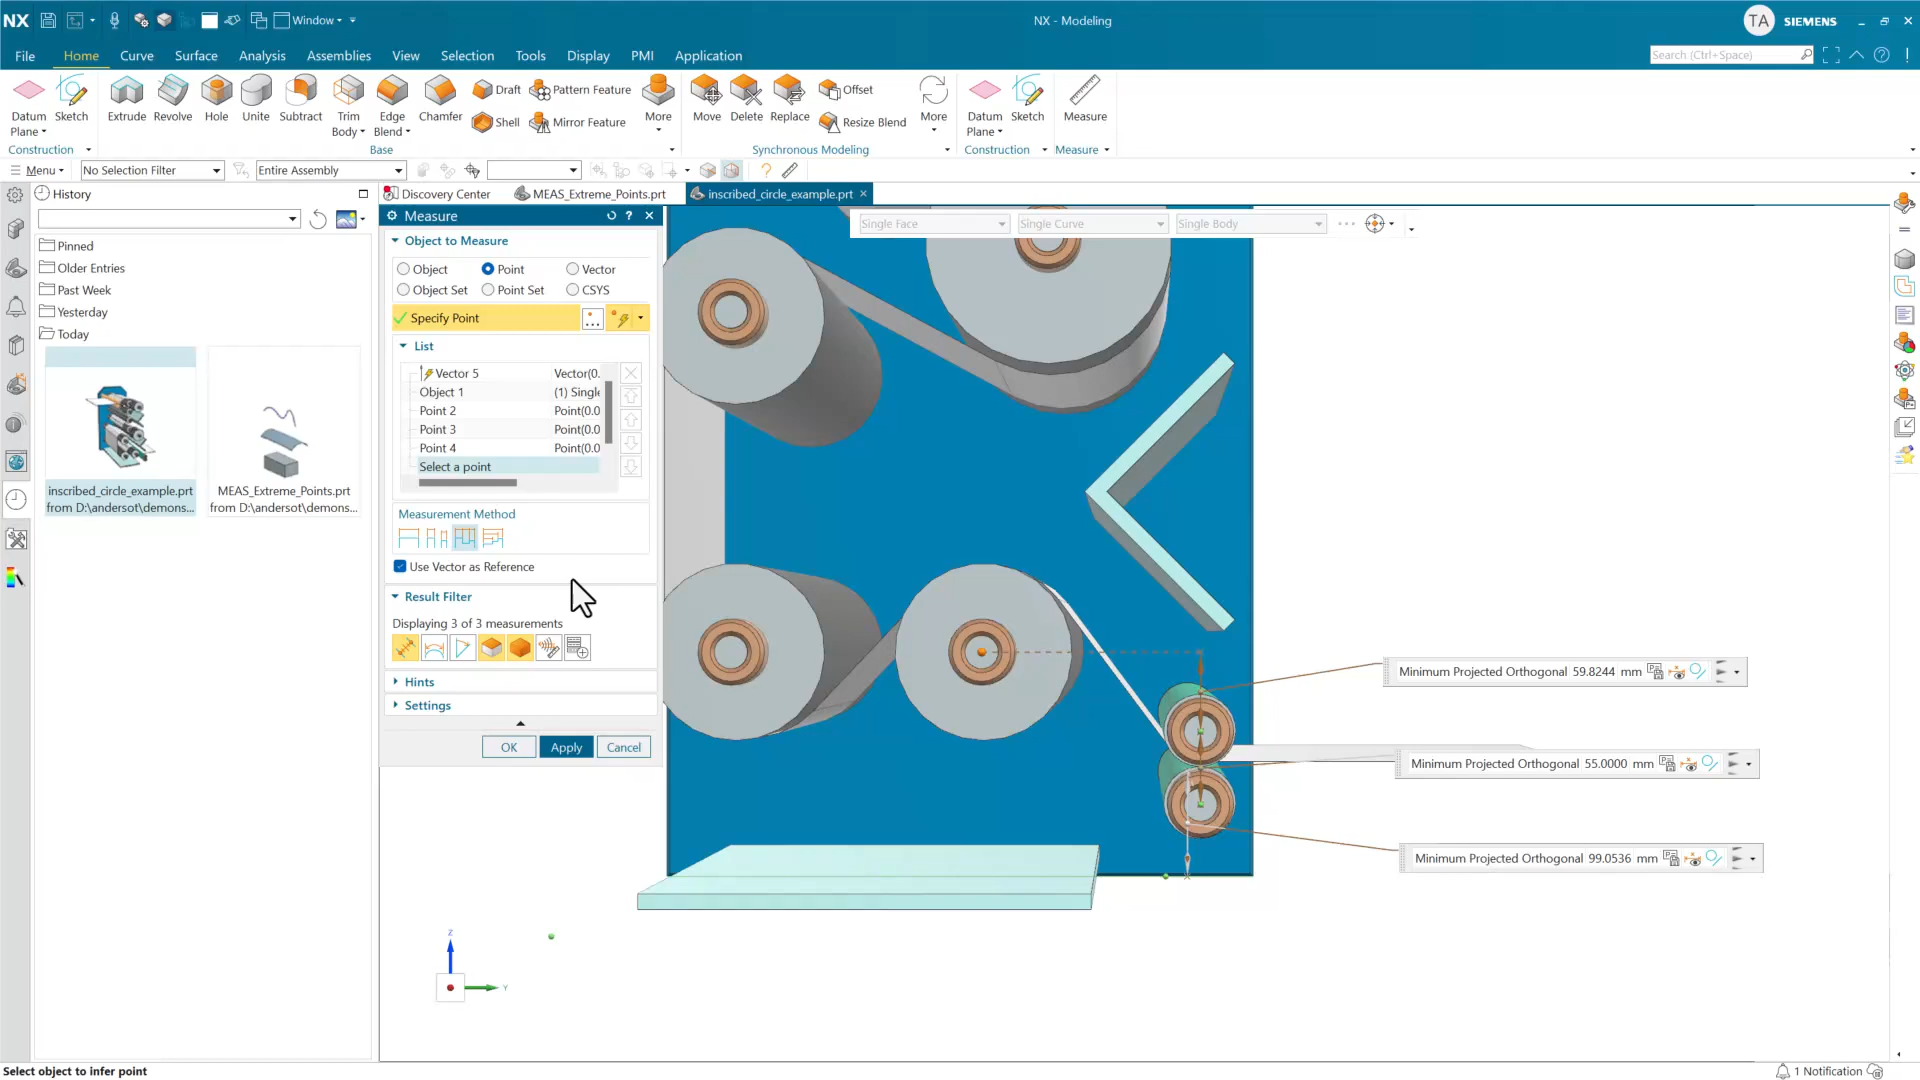 NX
Window
NX - Modeling
TA
SIEMENS
File
Home
Curve
Surface
Analysis
Assemblies
View
Selection
Tools
Display
PMI
Application
Search (Ctrl+Space)
Datum Plane
Sketch
Extrude
Revolve
Hole
Unite
Subtract
Trim Body
Edge Blend
Chamfer
Draft
Shell
Pattern Feature
Mirror Feature
More
Move
Delete
Replace
Offset
Resize Blend
More
Datum Plane
Sketch
Measure
Construction
Base
Synchronous Modeling
Construction
Measure
Menu
No Selection Filter
Entire Assembly
History
Discovery Center
MEAS_Extreme_Points.prt
inscribed_circle_example.prt
Measure
Single Face
Single Curve
Single Body
Pinned
Older Entries
Past Week
Yesterday
Today
inscribed_circle_example.prt
from D:\andersot\demons...
MEAS_Extreme_Points.prt
from D:\andersot\demons...
Object to Measure
Object
Point
Vector
Object Set
Point Set
CSYS
Specify Point
List
Vector 5 Vector(0.
Object 1 (1) Single
Point 2 Point(0.0
Point 3 Point(0.0
Point 4 Point(0.0
Select a point
Measurement Method
Use Vector as Reference
Result Filter
Displaying 3 of 3 measurements
Hints
Settings
OK
Apply
Cancel
Minimum Projected Orthogonal 59.8244 mm
Minimum Projected Orthogonal 55.0000 mm
Minimum Projected Orthogonal 99.0536 mm
Z
Y
Select object to infer point
1 Notification